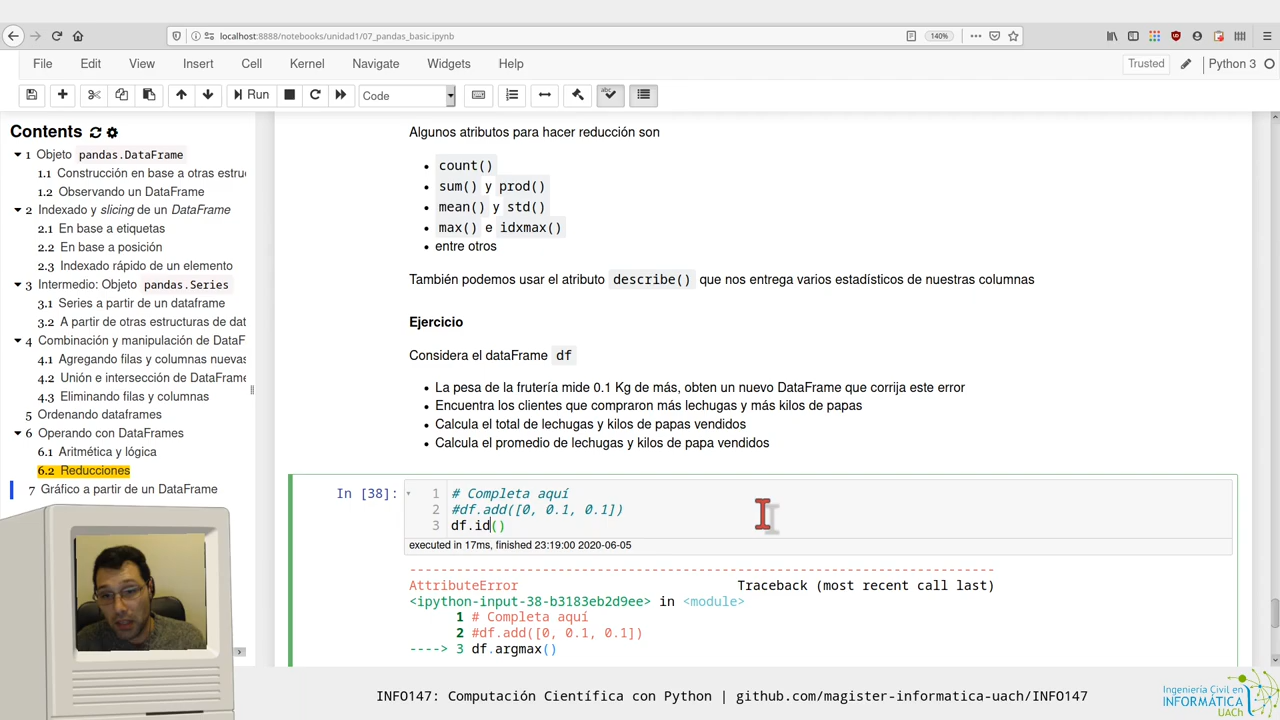 localhost:8888/notebooks/unidad1/07_pandas_basic.ipynb
140%
File Edit View Insert Cell Kernel Navigate Widgets Help
Trusted
Python 3
Run
Code
Contents
1 Objeto pandas.DataFrame
1.1 Construcción en base a otras estru
1.2 Observando un DataFrame
2 Indexado y slicing de un DataFrame
2.1 En base a etiquetas
2.2 En base a posición
2.3 Indexado rápido de un elemento
3 Intermedio: Objeto pandas.Series
3.1 Series a partir de un dataframe
3.2 A partir de otras estructuras de dat
4 Combinación y manipulación de DataF
4.1 Agregando filas y columnas nuevas
4.2 Unión e intersección de DataFrame
4.3 Eliminando filas y columnas
5 Ordenando dataframes
6 Operando con DataFrames
6.1 Aritmética y lógica
6.2 Reducciones
7 Gráfico a partir de un DataFrame
Algunos atributos para hacer reducción son
• count()
• sum() y prod()
• mean() y std()
• max() e idxmax()
• entre otros
También podemos usar el atributo describe() que nos entrega varios estadísticos de nuestras columnas
Ejercicio
Considera el dataFrame df
• La pesa de la frutería mide 0.1 Kg de más, obten un nuevo DataFrame que corrija este error
• Encuentra los clientes que compraron más lechugas y más kilos de papas
• Calcula el total de lechugas y kilos de papas vendidos
• Calcula el promedio de lechugas y kilos de papa vendidos
In [38]:
1 # Completa aquí
2 #df.add([0, 0.1, 0.1])
3 df.id()
executed in 17ms, finished 23:19:00 2020-06-05
---------------------------------------------------------------------------
AttributeError Traceback (most recent call last)
<ipython-input-38-b3183eb2d9ee> in <module>
1 # Completa aquí
2 #df.add([0, 0.1, 0.1])
----> 3 df.argmax()
INFO147: Computación Científica con Python | github.com/magister-informatica-uach/INFO147
Ingeniería Civil en
INFORMÁTICA
UACh